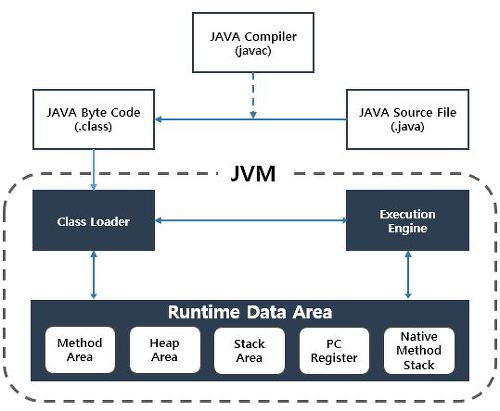 JAVA Compiler
(javac)
JAVA Byte Code
(.class)
JAVA Source File
(.java)
JVM
Class Loader
Execution
Engine
Runtime Data Area
Method
Area
Heap
Area
Stack
Area
PC
Register
Native
Method
Stack